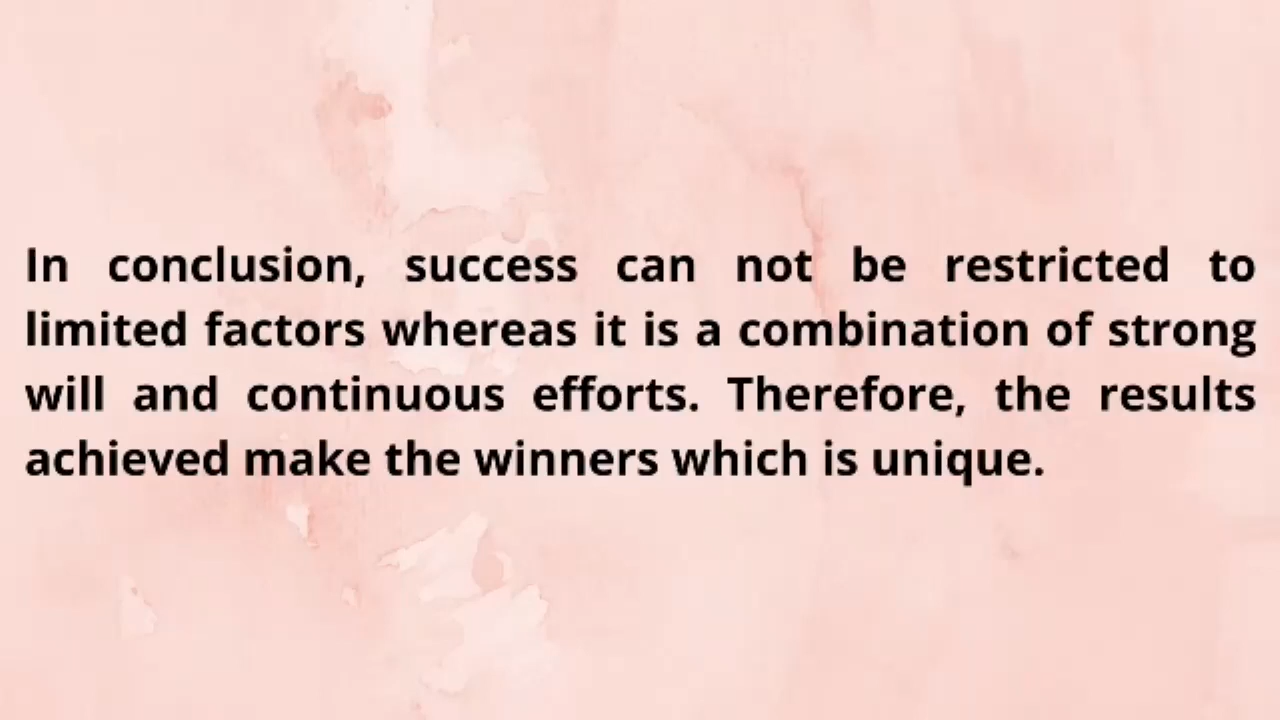 In conclusion, success can not be restricted to
limited factors whereas it is a combination of strong
will and continuous efforts. Therefore, the results
achieved make the winners which is unique.